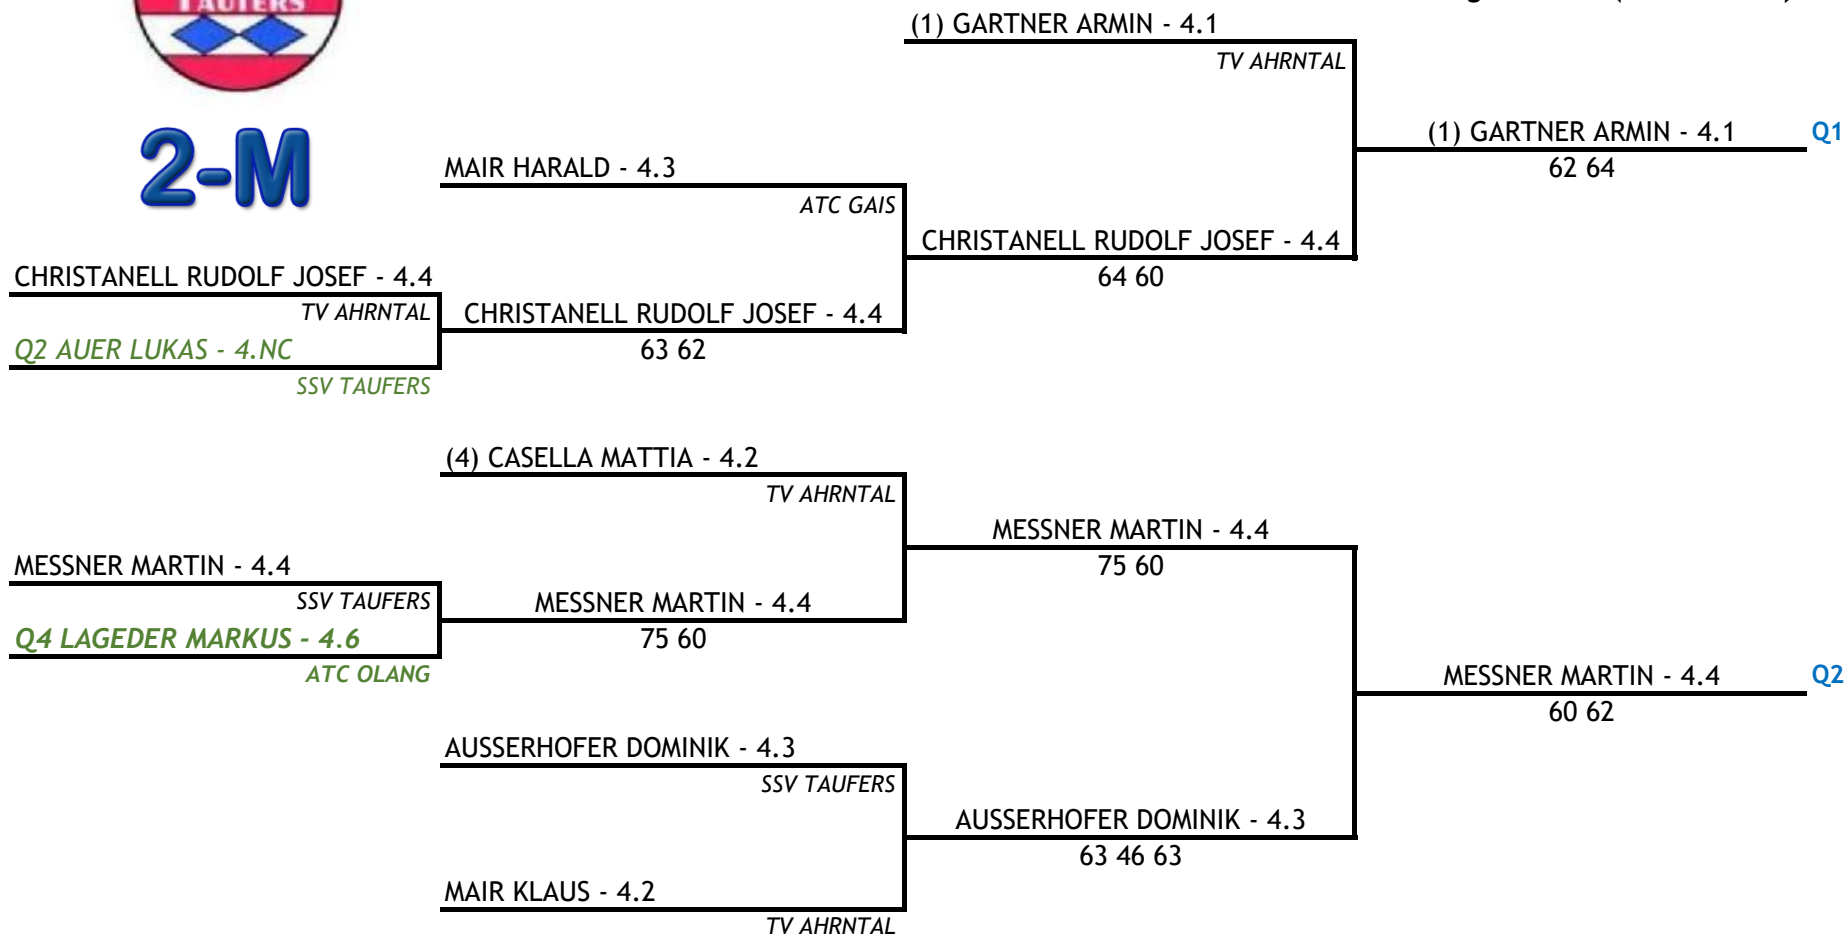 TAUFERS
(1) GARTNER ARMIN - 4.1
TV AHRNTAL
(1) GARTNER ARMIN - 4.1
Q1
62 64
2-M
MAIR HARALD - 4.3
ATC GAIS
CHRISTANELL RUDOLF JOSEF - 4.4
64 60
CHRISTANELL RUDOLF JOSEF - 4.4
TV AHRNTAL
CHRISTANELL RUDOLF JOSEF - 4.4
63 62
Q2 AUER LUKAS - 4.NC
SSV TAUFERS
(4) CASELLA MATTIA - 4.2
TV AHRNTAL
MESSNER MARTIN - 4.4
75 60
MESSNER MARTIN - 4.4
SSV TAUFERS
MESSNER MARTIN - 4.4
75 60
Q4 LAGEDER MARKUS - 4.6
ATC OLANG
MESSNER MARTIN - 4.4
Q2
60 62
AUSSERHOFER DOMINIK - 4.3
SSV TAUFERS
AUSSERHOFER DOMINIK - 4.3
63 46 63
MAIR KLAUS - 4.2
TV AHRNTAL